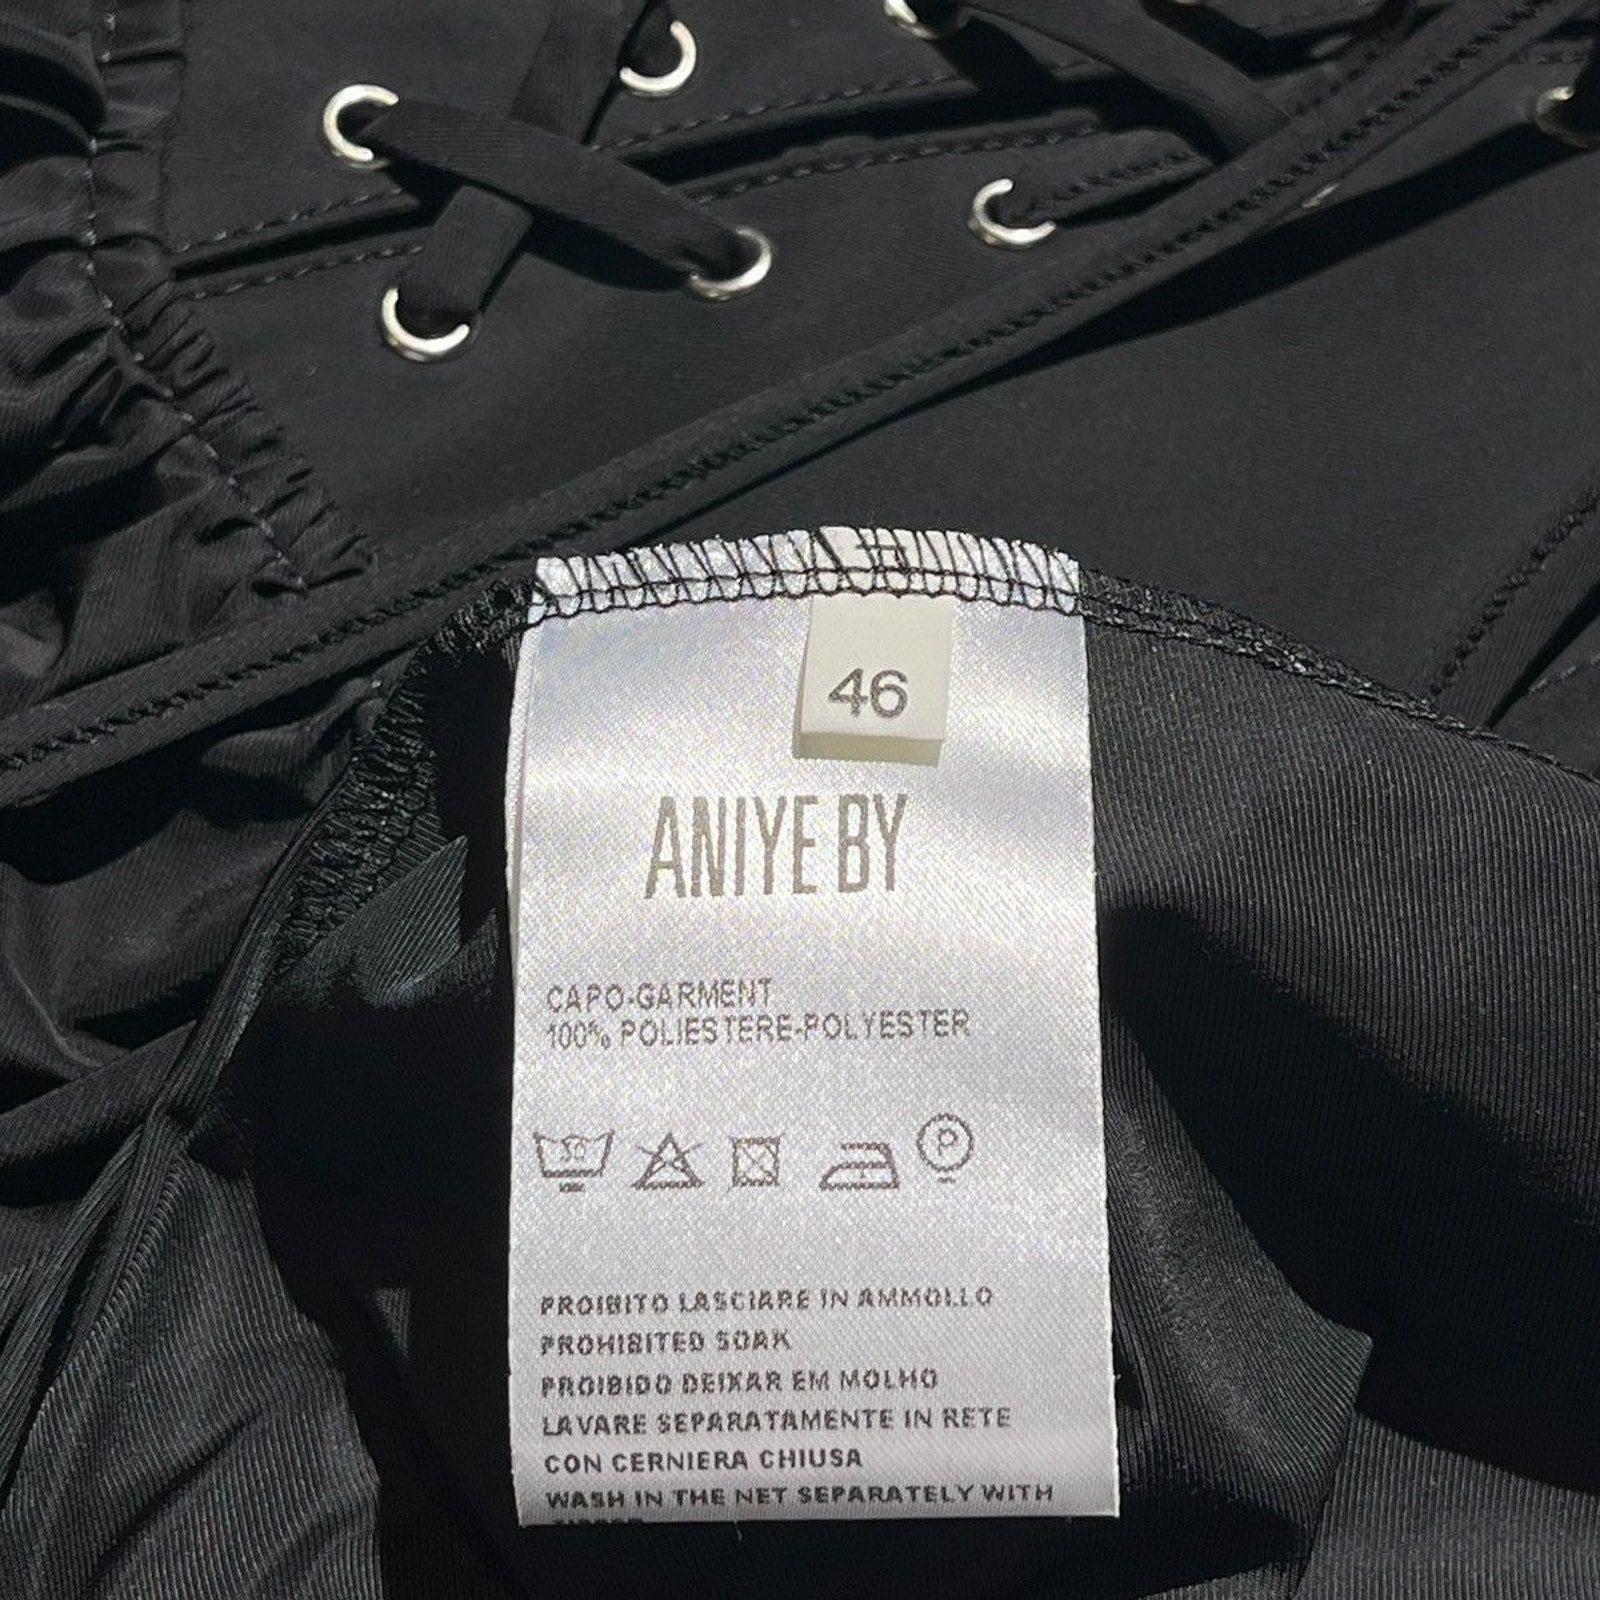 46
ANIYE BY
CAPO-GARMENT
100% POLIESTERE-POLYESTER
30
P
PROIBITO LASCIARE IN AMMOLLO
PROHIBITED SOAK
PROIBIDO DEIXAR EM MOLHO
LAVARE SEPARATAMENTE IN RETE
CON CERNIERA CHIUSA
WASH IN THE NET SEPARATELY WITH